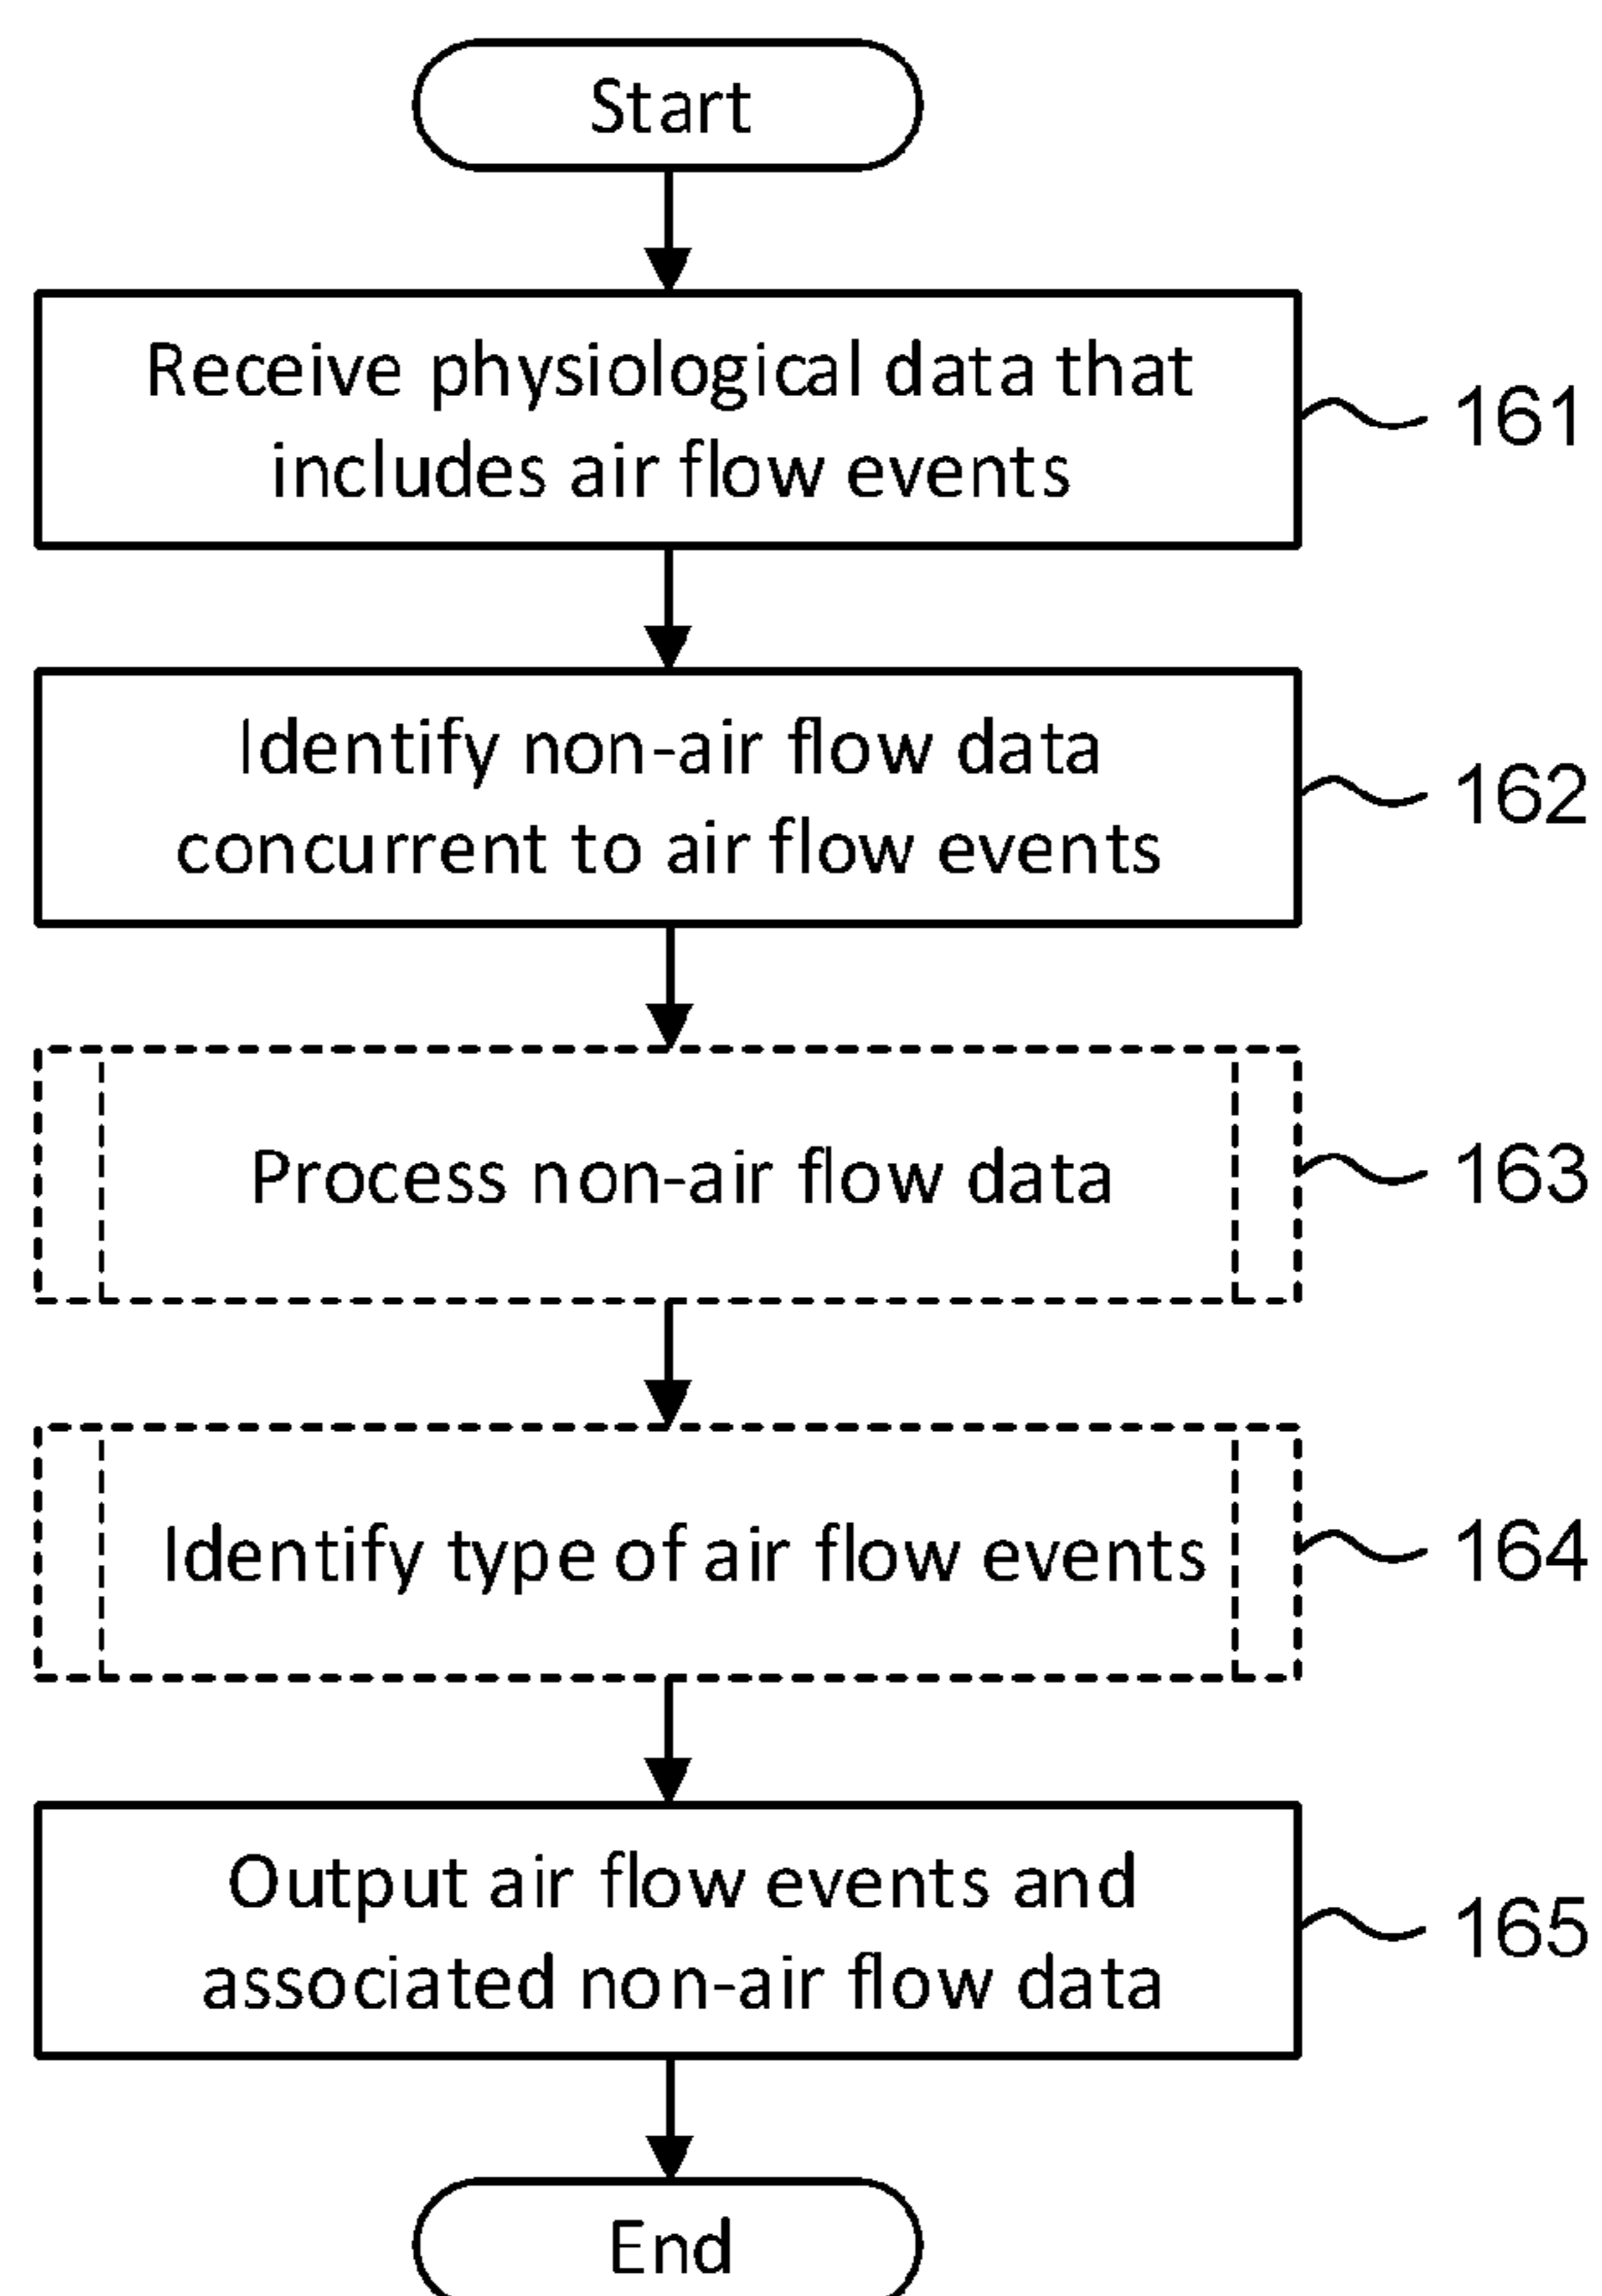 Start
Receive physiological data that
includes air flow events
161
Identify non-air flow data
concurrent to air flow events
162
Process non-air flow data
163
Identify type of air flow events
164
Output air flow events and
associated non-air flow data
165
End